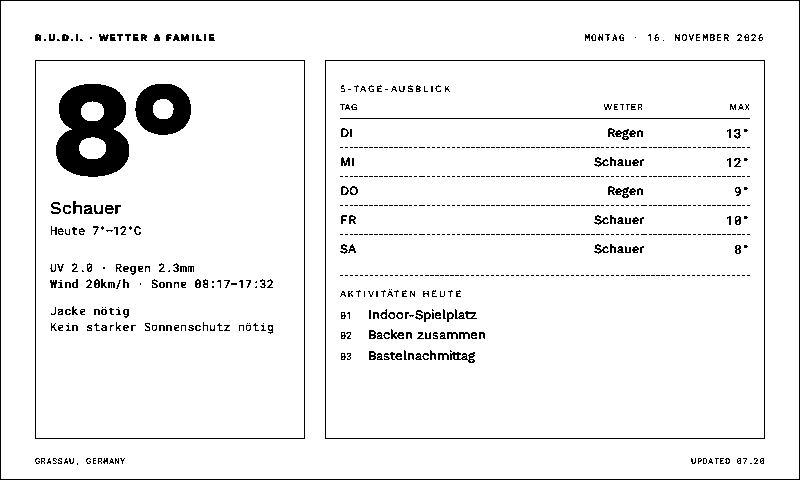 R.U.D.I. · WETTER & FAMILIE
MONTAG · 16. NOVEMBER 2026
8°
Schauer
Heute 7°–12°C
UV 2.0 · Regen 2.3mm
Wind 20km/h · Sonne 08:17–17:32
Jacke nötig
Kein starker Sonnenschutz nötig
5-TAGE-AUSBLICK
TAG WETTER MAX
DI Regen 13°
MI Schauer 12°
DO Regen 9°
FR Schauer 10°
SA Schauer 8°
AKTIVITÄTEN HEUTE
01 Indoor-Spielplatz
02 Backen zusammen
03 Bastelnachmittag
GRASSAU, GERMANY
UPDATED 07.20